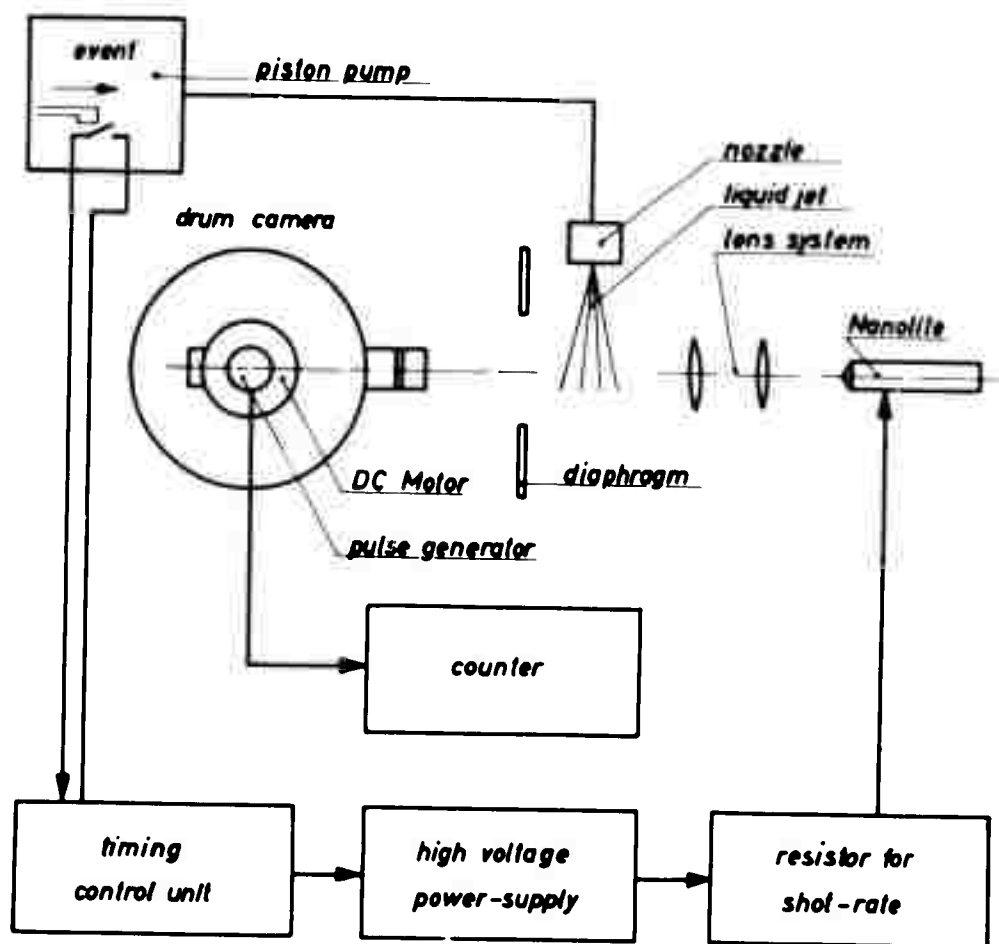 event
piston pump
nozzle
liquid jet
lens system
drum camera
Nanolite
DC Motor
diaphragm
pulse generator
counter
timing
control unit
high voltage
power-supply
resistor for
shot-rate